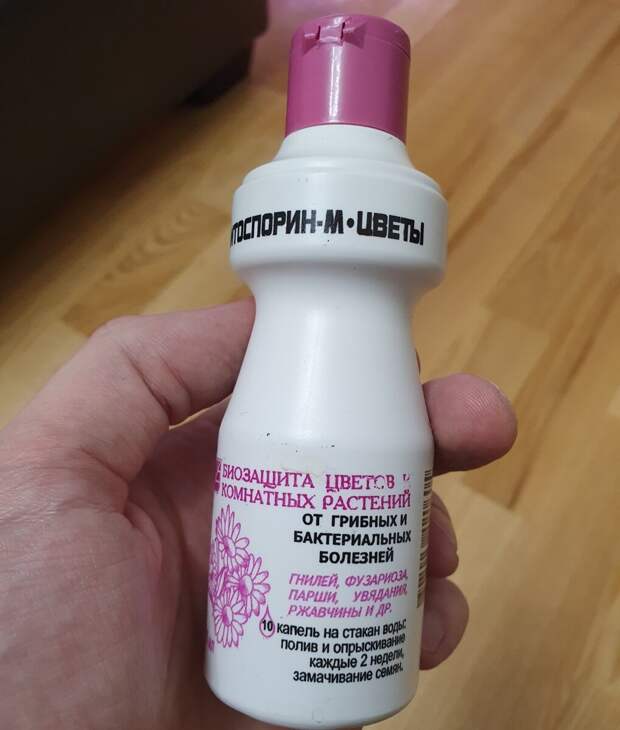 ИТОСПОРИН-М•ЦВЕТЫ
БИОЗАЩИТА ЦВЕТОВ И
КОМНАТНЫХ РАСТЕНИЙ
ОТ ГРИБНЫХ И
БАКТЕРИАЛЬНЫХ
БОЛЕЗНЕЙ
ГНИЛЕЙ, ФУЗАРИОЗА,
ПАРШИ, УВЯДАНИЯ,
РЖАВЧИНЫ И ДР.
10 капель на стакан воды:
полив и опрыскивание
каждые 2 недели,
замачивание семян.